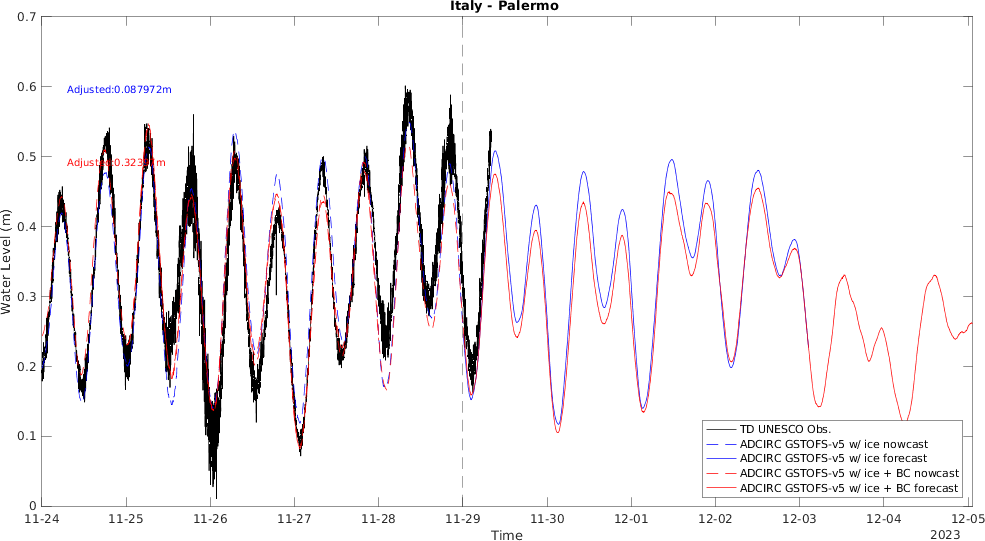 Italy - Palermo
0.7
0.6
0.5
0.4
0.3
0.2
0.1
0
Water Level (m)
Adjusted:0.087972m
TD UNESCO Obs.
ADCIRC GSTOFS-v5 w/ ice nowcast
ADCIRC GSTOFS-v5 w/ ice forecast
ADCIRC GSTOFS-v5 w/ ice + BC nowcast
ADCIRC GSTOFS-v5 w/ ice + BC forecast
11-24 11-25 11-26 11-27 11-28 11-29 11-30 12-01 12-02 12-03 12-04 12-05
Time
2023